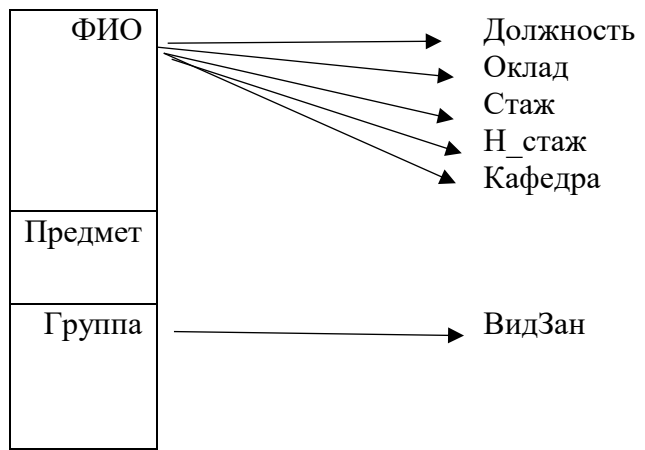 ФИО
Должность
Оклад
Стаж
Н_стаж
Кафедра
Предмет
Группа
ВидЗан